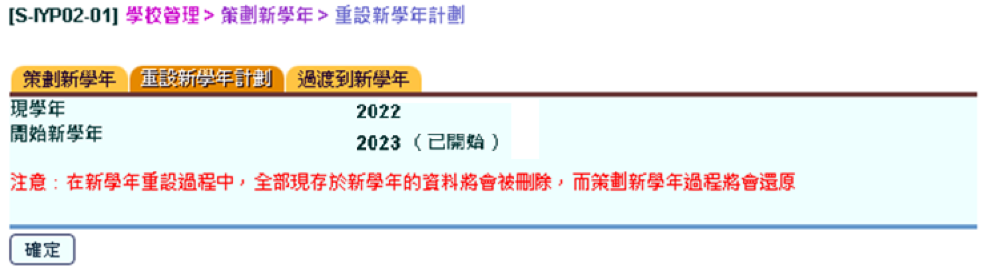 [S-IYP02-01] 學校管理 > 策劃新學年 > 重設新學年計劃
策劃新學年 重設新學年計劃 過渡到新學年
現學年 2022
開始新學年 2023 （已開始）
注意：在新學年重設過程中，全部現存於新學年的資料將會被刪除，而策劃新學年過程將會還原
確定